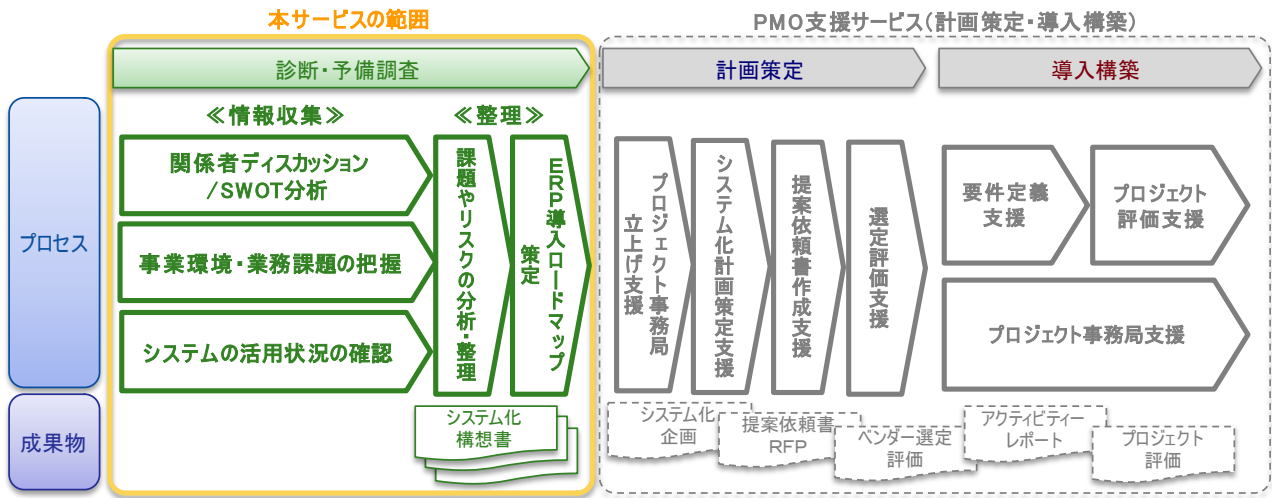 本サービスの範囲
PMO支援サービス(計画策定・導入構築)
診断・予備調査
計画策定
導入構築
プロセス
≪情報収集≫
≪整理≫
関係者ディスカッション
/SWOT分析
事業環境・業務課題の把握
システムの活用状況の確認
課題やリスクの分析・整理
ERP導入ロードマップ
策定
プロジェクト事務局
立上げ支援
システム化計画策定支援
提案依頼書作成支援
選定評価支援
要件定義
支援
プロジェクト
評価支援
プロジェクト事務局支援
成果物
システム化
構想書
システム化
企画
提案依頼書
RFP
ベンダー選定
評価
アクティビティー
レポート
プロジェクト
評価